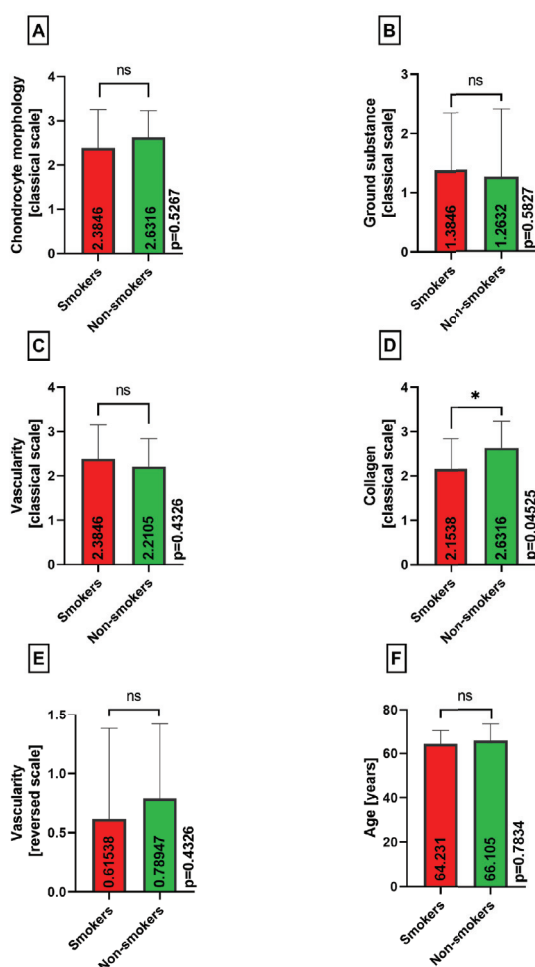 A
Chondrocyte morphology
[classical scale]
4
3
2
1
0
ns
2.3846
2.6316
p=0.5267
Smokers
Non-smokers
B
Ground substance
[classical scale]
3
2
1
0
ns
1.3846
1.2632
p=0.5827
Smokers
Non-smokers
C
Vascularity
[classical scale]
4
3
2
1
0
ns
2.3846
2.2105
p=0.4326
Smokers
Non-smokers
D
Collagen
[classical scale]
4
3
2
1
0
*
2.1538
2.6316
p=0.04525
Smokers
Non-smokers
E
Vascularity
[reversed scale]
1.5
1.0
0.5
0.0
ns
0.61538
0.78947
p=0.4326
Smokers
Non-smokers
F
Age [years]
80
60
40
20
0
ns
64.231
66.105
p=0.7834
Smokers
Non-smokers